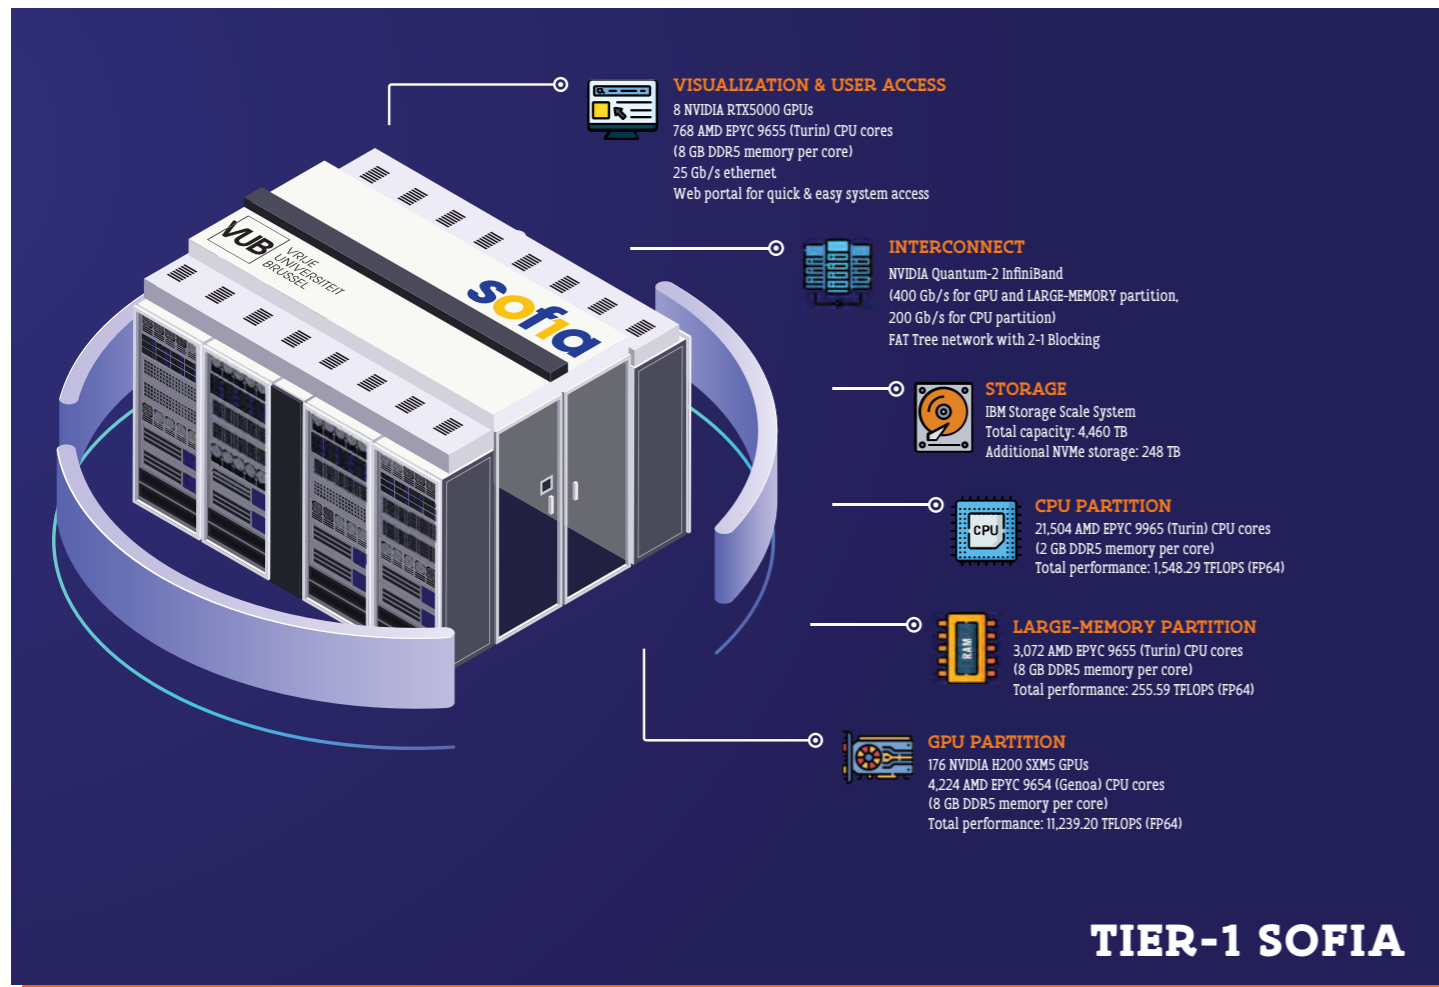 VISUALIZATION & USER ACCESS
8 NVIDIA RTX5000 GPUs
768 AMD EPYC 9655 (Turin) CPU cores
(8 GB DDR5 memory per core)
25 Gb/s ethernet
Web portal for quick & easy system access
INTERCONNECT
NVIDIA Quantum-2 InfiniBand
(400 Gb/s for GPU and LARGE-MEMORY partition,
200 Gb/s for CPU partition)
FAT Tree network with 2-1 Blocking
VUB
VRIJE
UNIVERSITEIT
BRUSSEL
sofia
STORAGE
IBM Storage Scale System
Total capacity: 4,460 TB
Additional NVMe storage: 248 TB
CPU
CPU PARTITION
21,504 AMD EPYC 9965 (Turin) CPU cores
(2 GB DDR5 memory per core)
Total performance: 1,548.29 TFLOPS (FP64)
RAM
LARGE-MEMORY PARTITION
3,072 AMD EPYC 9655 (Turin) CPU cores
(8 GB DDR5 memory per core)
Total performance: 255.59 TFLOPS (FP64)
GPU PARTITION
176 NVIDIA H200 SXM5 GPUs
4,224 AMD EPYC 9654 (Genoa) CPU cores
(8 GB DDR5 memory per core)
Total performance: 11,239.20 TFLOPS (FP64)
TIER-1 SOFIA